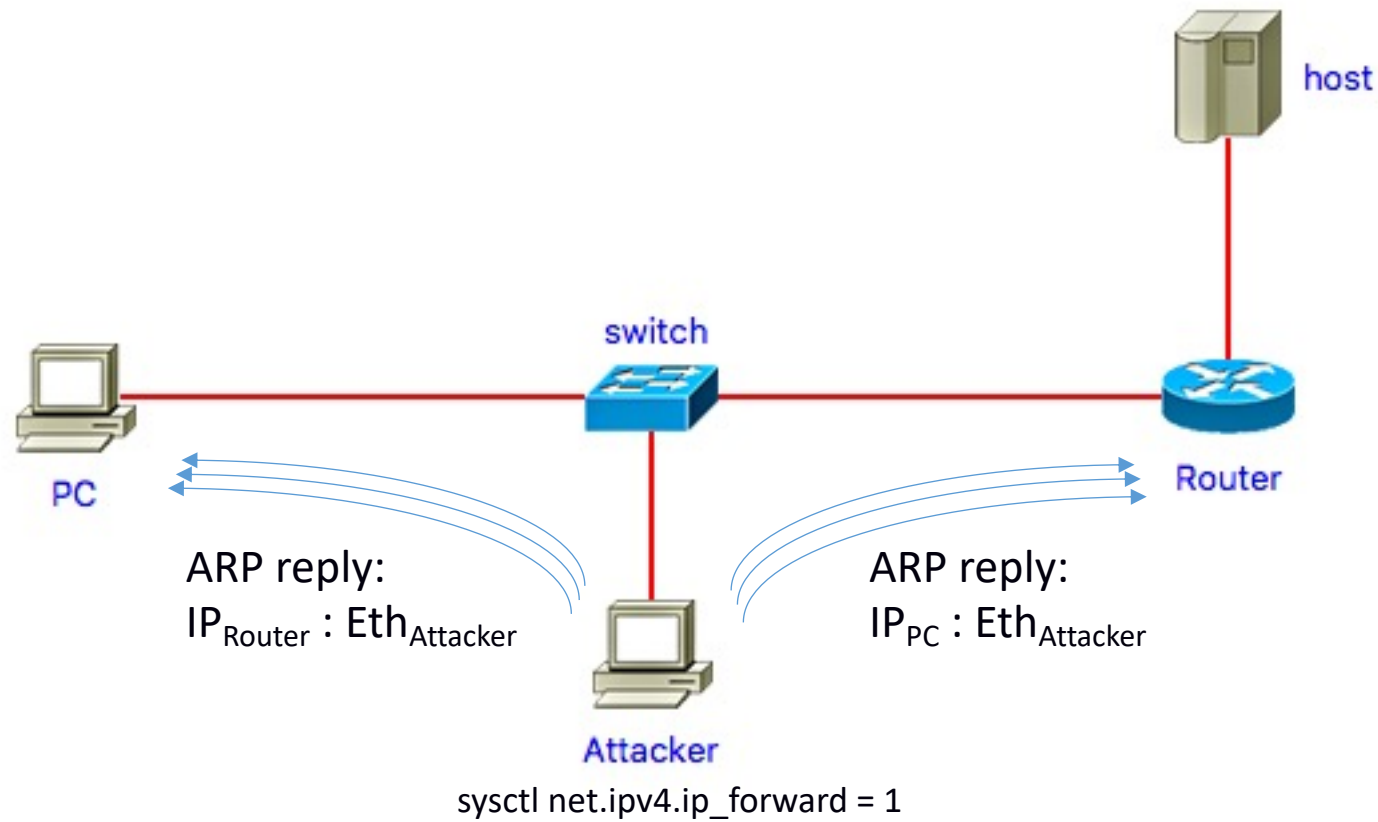 host
switch
PC
Router
ARP reply:
IPRouter : EthAttacker
ARP reply:
IPPC : EthAttacker
Attacker
sysctl net.ipv4.ip_forward = 1